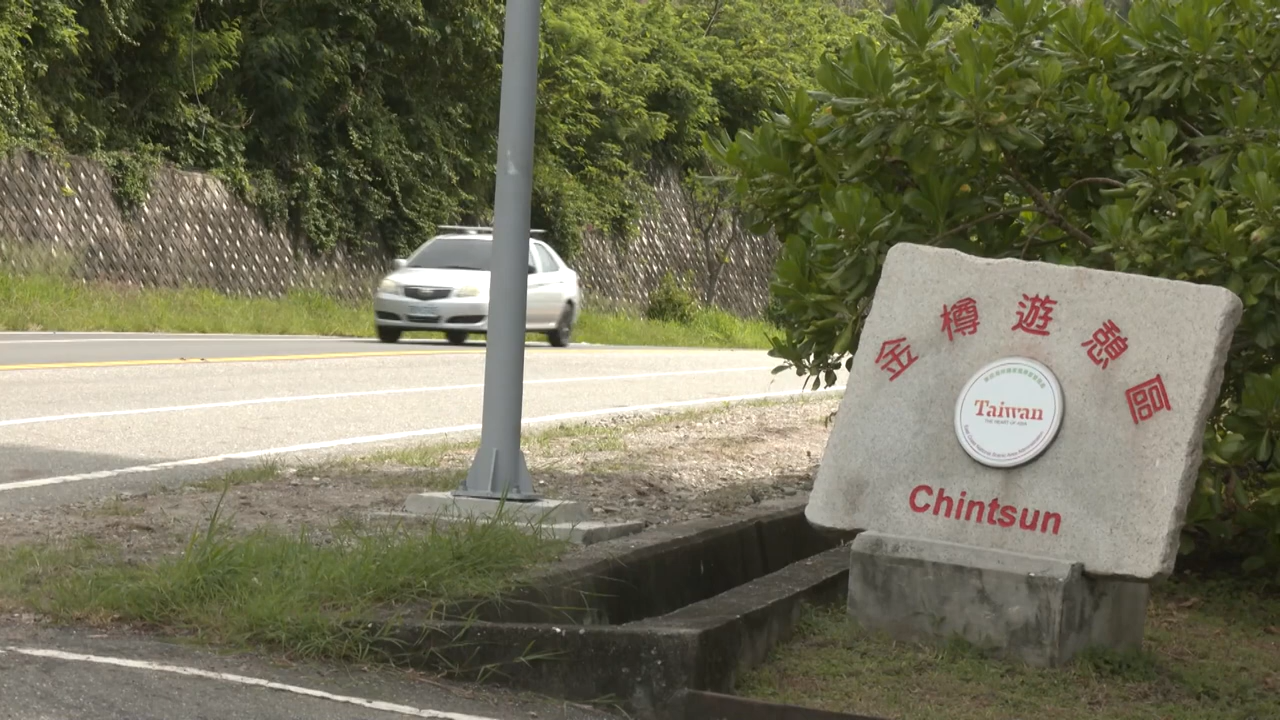 金樽遊憩區
Taiwan
THE HEART OF ASIA
Chintsun